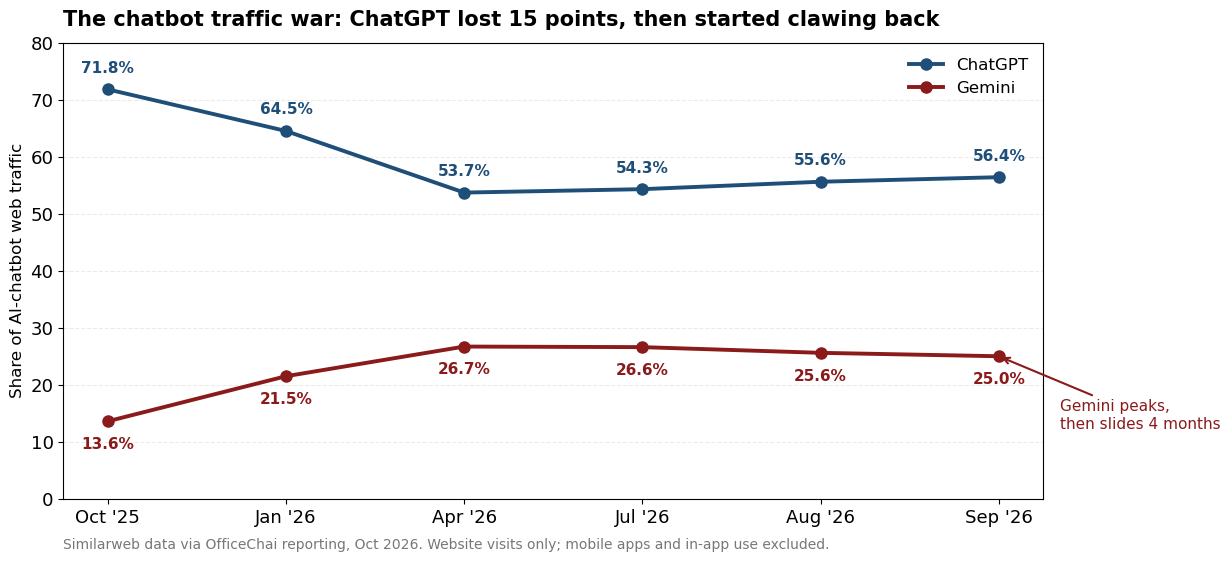 The chatbot traffic war: ChatGPT lost 15 points, then started clawing back
80
70
60
50
40
30
20
10
0
Share of AI-chatbot web traffic
71.8%
64.5%
53.7%
54.3%
55.6%
56.4%
13.6%
21.5%
26.7%
26.6%
25.6%
25.0%
ChatGPT
Gemini
Gemini peaks,
then slides 4 months
Oct '25
Jan '26
Apr '26
Jul '26
Aug '26
Sep '26
Similarweb data via OfficeChai reporting, Oct 2026. Website visits only; mobile apps and in-app use excluded.